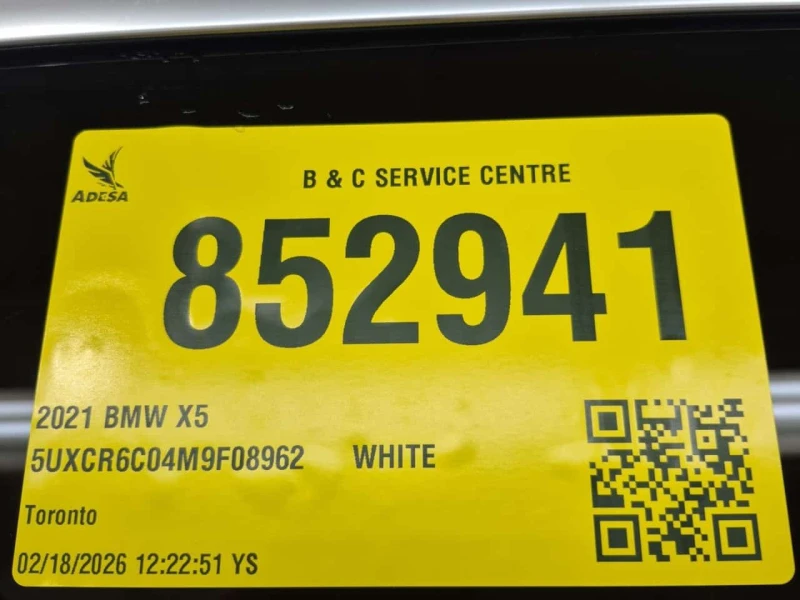 ADESA
B & C SERVICE CENTRE
852941
2021 BMW X5
5UXCR6C04M9F08962 WHITE
Toronto
02/18/2026 12:22:51 YS